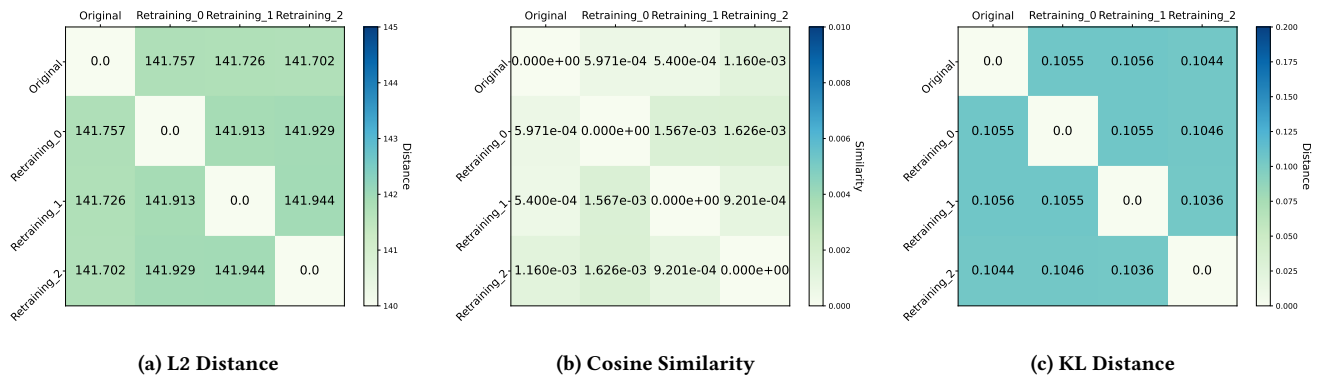 Original Retraining_0 Retraining_1 Retraining_2
Original 0.0 141.757 141.726 141.702
Retraining_0 141.757 0.0 141.913 141.929
Retraining_1 141.726 141.913 0.0 141.944
Retraining_2 141.702 141.929 141.944 0.0
145
144
143
142
141
140
Distance
(a) L2 Distance
Original Retraining_0 Retraining_1 Retraining_2
Original 0.000e+00 5.971e-04 5.400e-04 1.160e-03
Retraining_0 5.971e-04 0.000e+00 1.567e-03 1.626e-03
Retraining_1 5.400e-04 1.567e-03 0.000e+00 9.201e-04
Retraining_2 1.160e-03 1.626e-03 9.201e-04 0.000e+00
0.010
0.008
0.006
0.004
0.002
0.000
Similarity
(b) Cosine Similarity
Original Retraining_0 Retraining_1 Retraining_2
Original 0.0 0.1055 0.1056 0.1044
Retraining_0 0.1055 0.0 0.1055 0.1046
Retraining_1 0.1056 0.1055 0.0 0.1036
Retraining_2 0.1044 0.1046 0.1036 0.0
0.200
0.175
0.150
0.125
0.100
0.075
0.050
0.025
0.000
Distance
(c) KL Distance